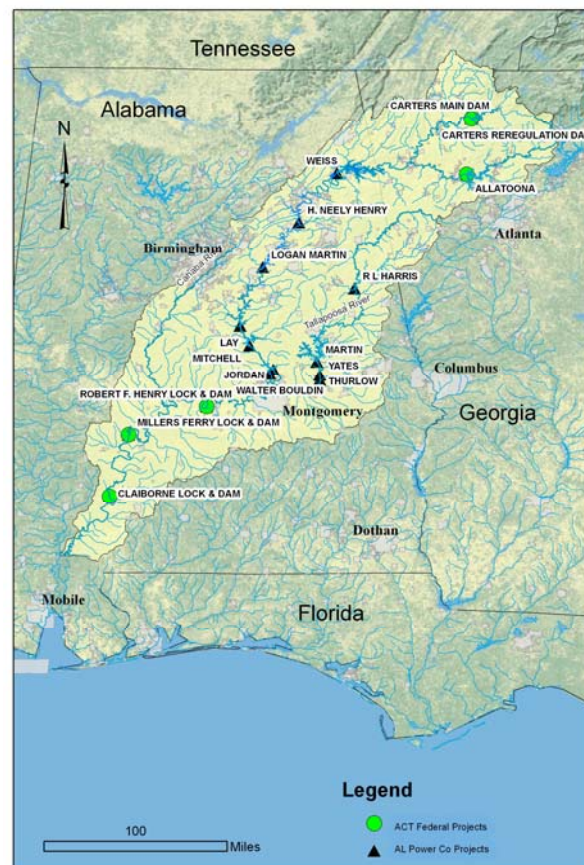 Tennessee
Alabama
N
CARTERS MAIN DAM
CARTERS REREGULATION DA
WEISS
ALLATOONA
H. NEELY HENRY
Atlanta
Birmingham
Cahaba Ri
LOGAN MARTIN
R L HARRIS
Tallapoosa River
LAY
MITCHELL
MARTIN
YATES
Columbus
JORDAN
THURLOW
WALTER BOULDIN
ROBERT F. HENRY LOCK & DAM
Montgomery
Georgia
MILLERS FERRY LOCK & DAM
CLAIBORNE LOCK & DAM
Dothan
Mobile
Florida
Legend
ACT Federal Projects
AL Power Co Projects
100
Miles